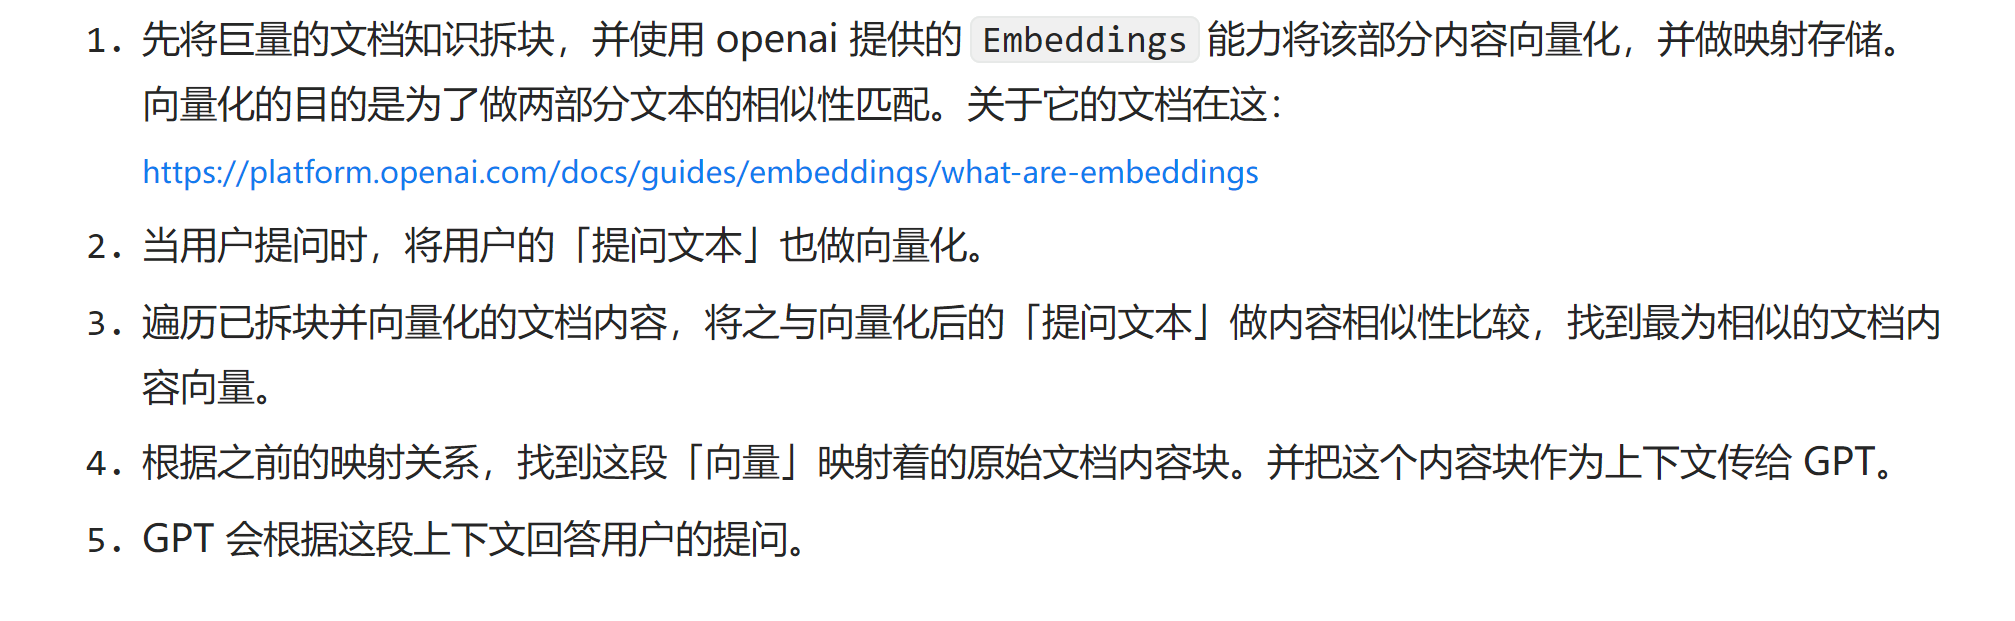 1. 先将巨量的文档知识拆块，并使用 openai 提供的 Embeddings 能力将该部分内容向量化，并做映射存储。
向量化的目的是为了做两部分文本的相似性匹配。关于它的文档在这：
https://platform.openai.com/docs/guides/embeddings/what-are-embeddings
2. 当用户提问时，将用户的「提问文本」也做向量化。
3. 遍历已拆块并向量化的文档内容，将之与向量化后的「提问文本」做内容相似性比较，找到最为相似的文档内
容向量。
4. 根据之前的映射关系，找到这段「向量」映射着的原始文档内容块。并把这个内容块作为上下文传给 GPT。
5. GPT 会根据这段上下文回答用户的提问。